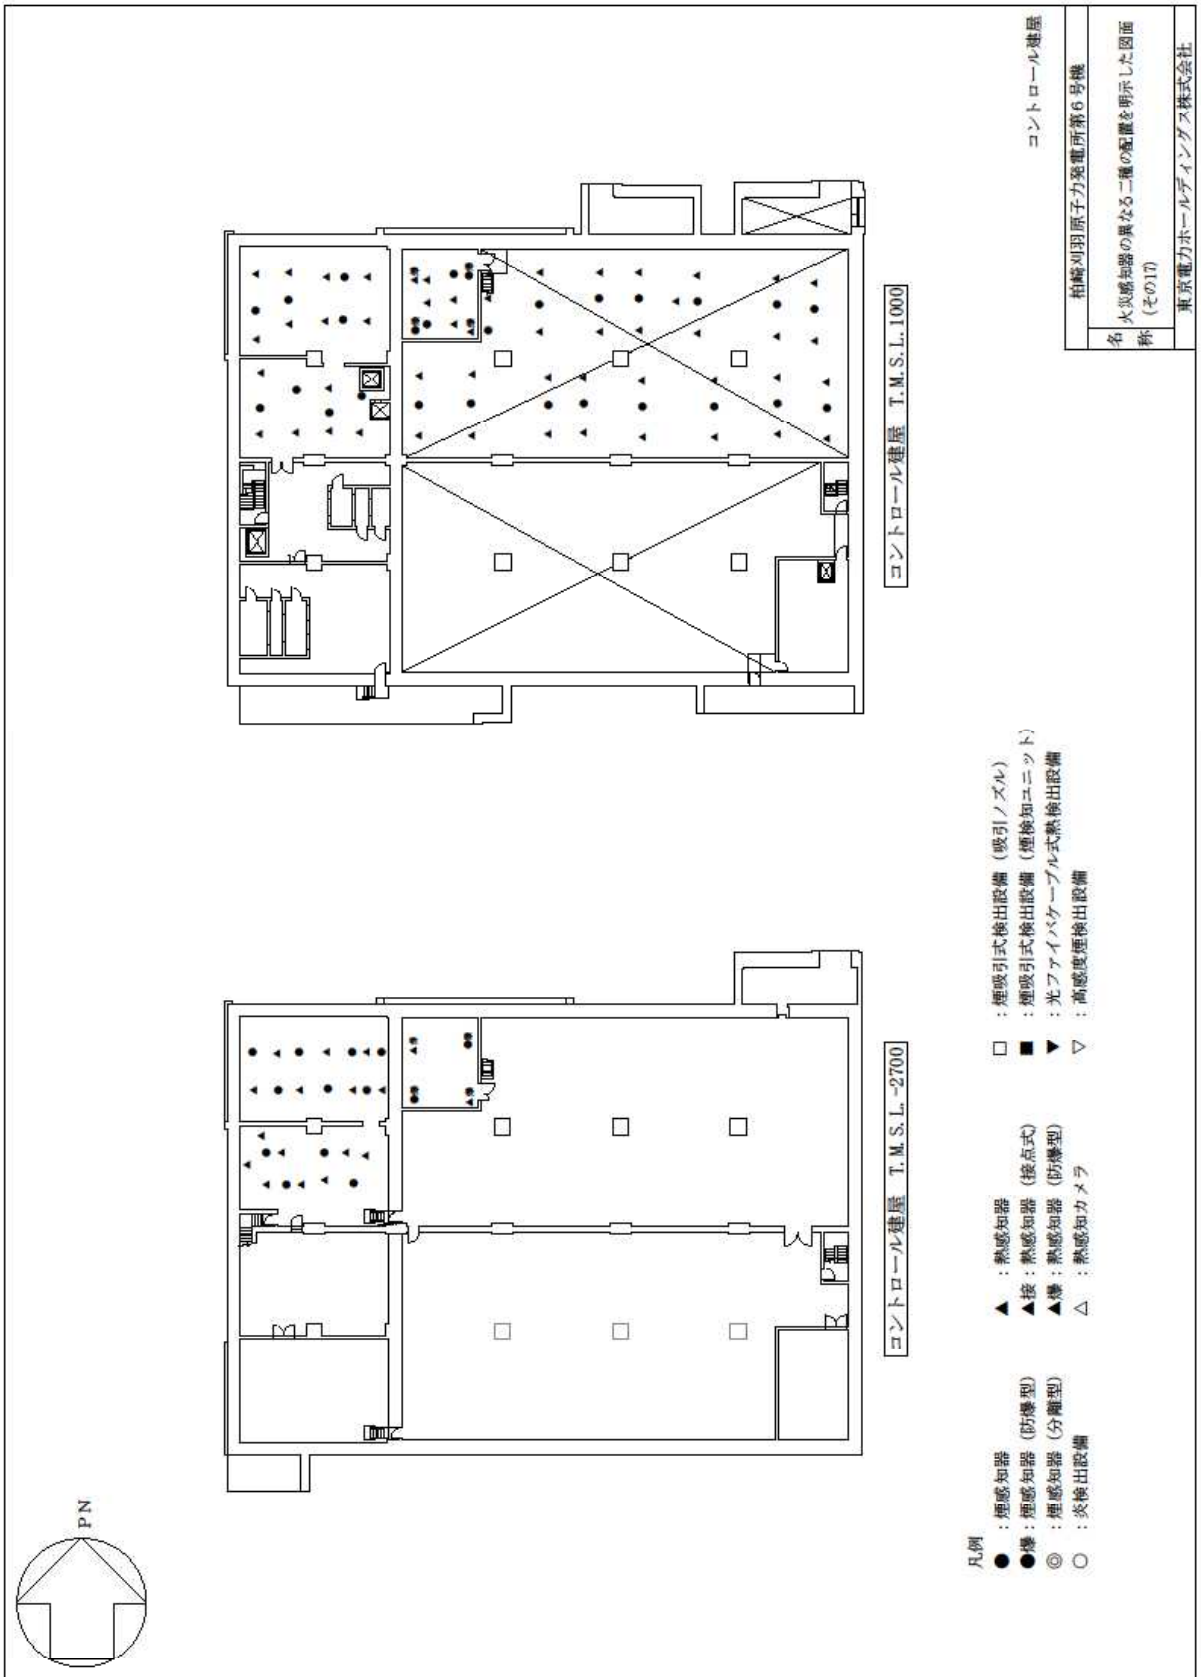 PN
コントロール建屋 T.M.S.L.-2700
コントロール建屋 T.M.S.L.1000
凡例
● : 煙感知器
●爆 : 煙感知器 (防爆型)
◎ : 煙感知器 (分離型)
○ : 炎検出設備
▲ : 熱感知器
▲接 : 熱感知器 (接点式)
▲爆 : 熱感知器 (防爆型)
△ : 熱感知カメラ
□ : 煙吸引式検出設備 (吸引ノズル)
■ : 煙吸引式検出設備 (煙検知ユニット)
▼ : 光ファイバケーブル式熱検出設備
▽ : 高感度煙検出設備
コントロール建屋
柏崎刈羽原子力発電所第6号機
名称
火災感知器の異なる二種の配置を明示した図面
(その17)
東京電力ホールディングス株式会社